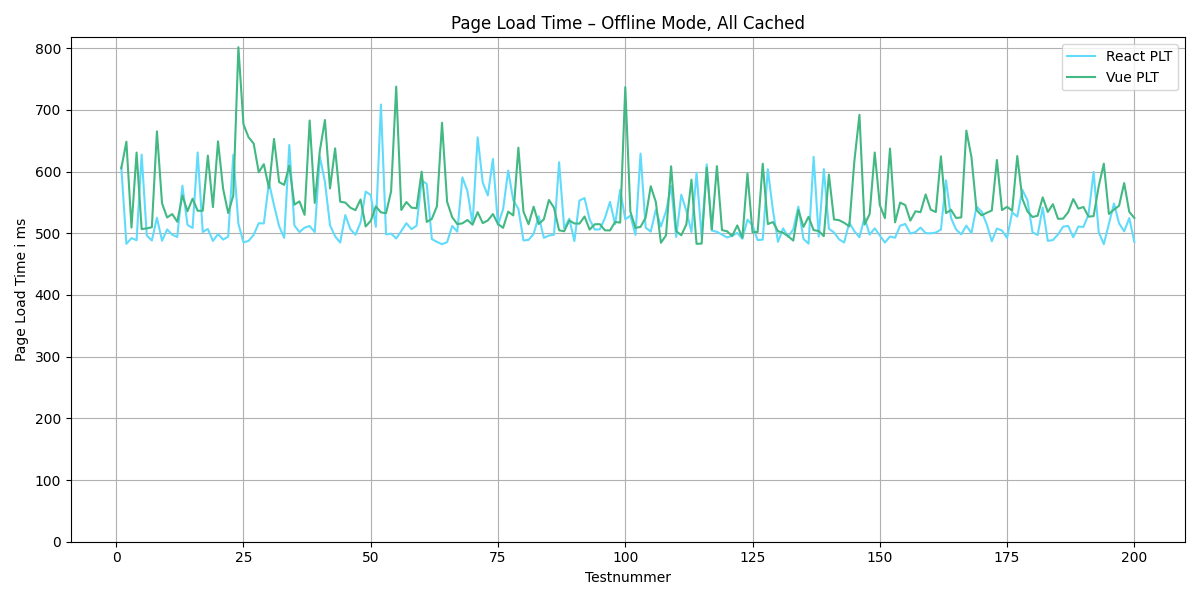 Page Load Time – Offline Mode, All Cached
React PLT
Vue PLT
Page Load Time i ms
800
700
600
500
400
300
200
100
0
0 25 50 75 100 125 150 175 200
Testnummer